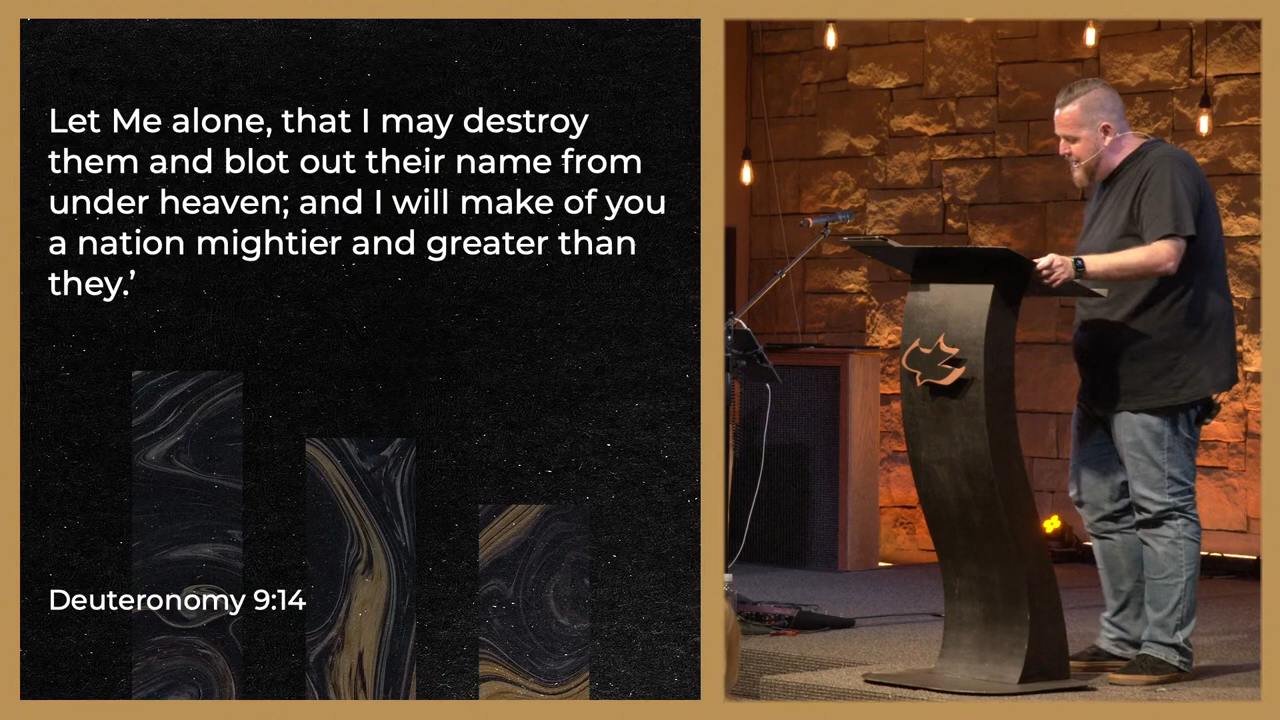 Let Me alone, that I may destroy
them and blot out their name from
under heaven; and I will make of you
a nation mightier and greater than
they.’
Deuteronomy 9:14